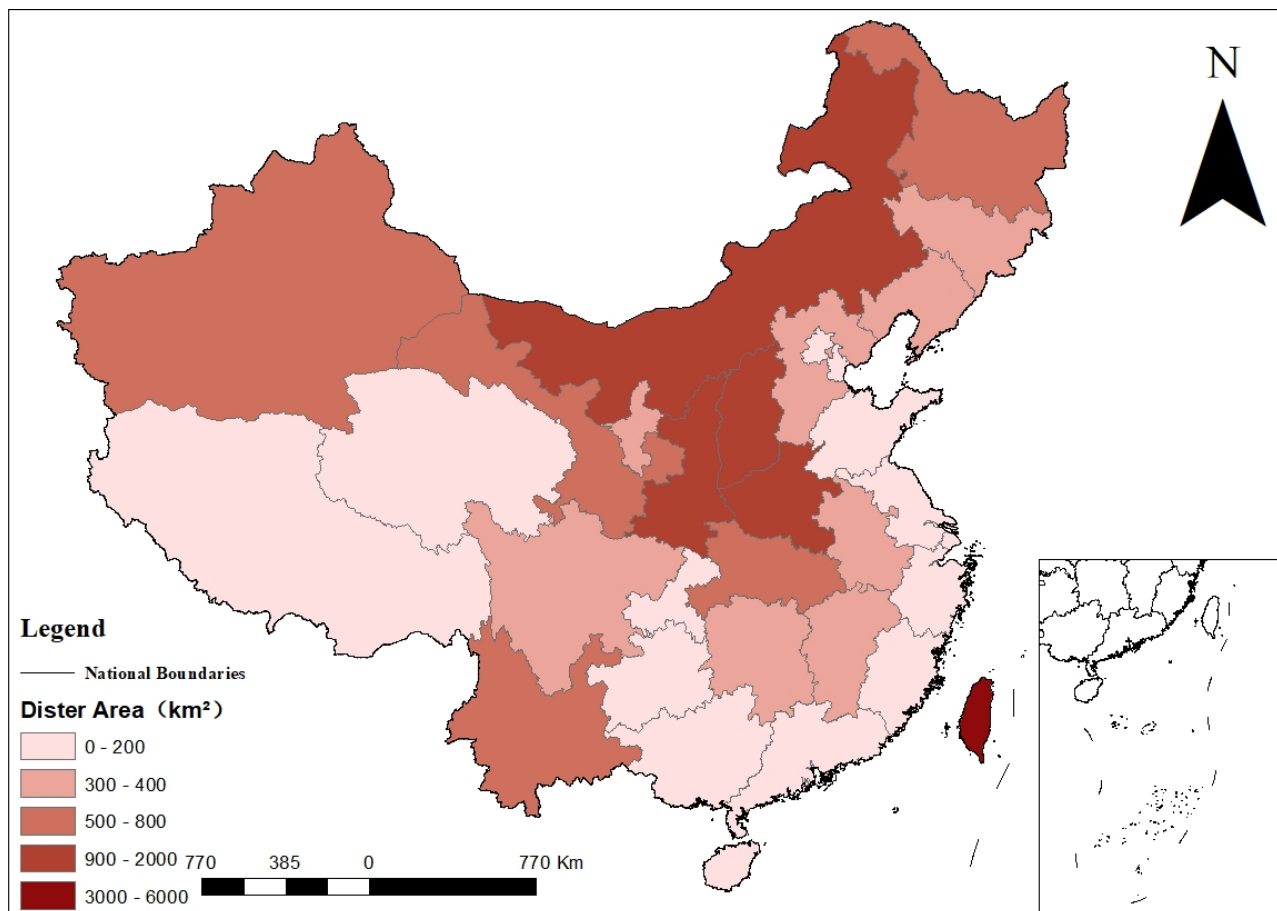 N
Legend
National Boundaries
Dister Area（km²）
0 - 200
300 - 400
500 - 800
900 - 2000
3000 - 6000
770 385 0 770 Km